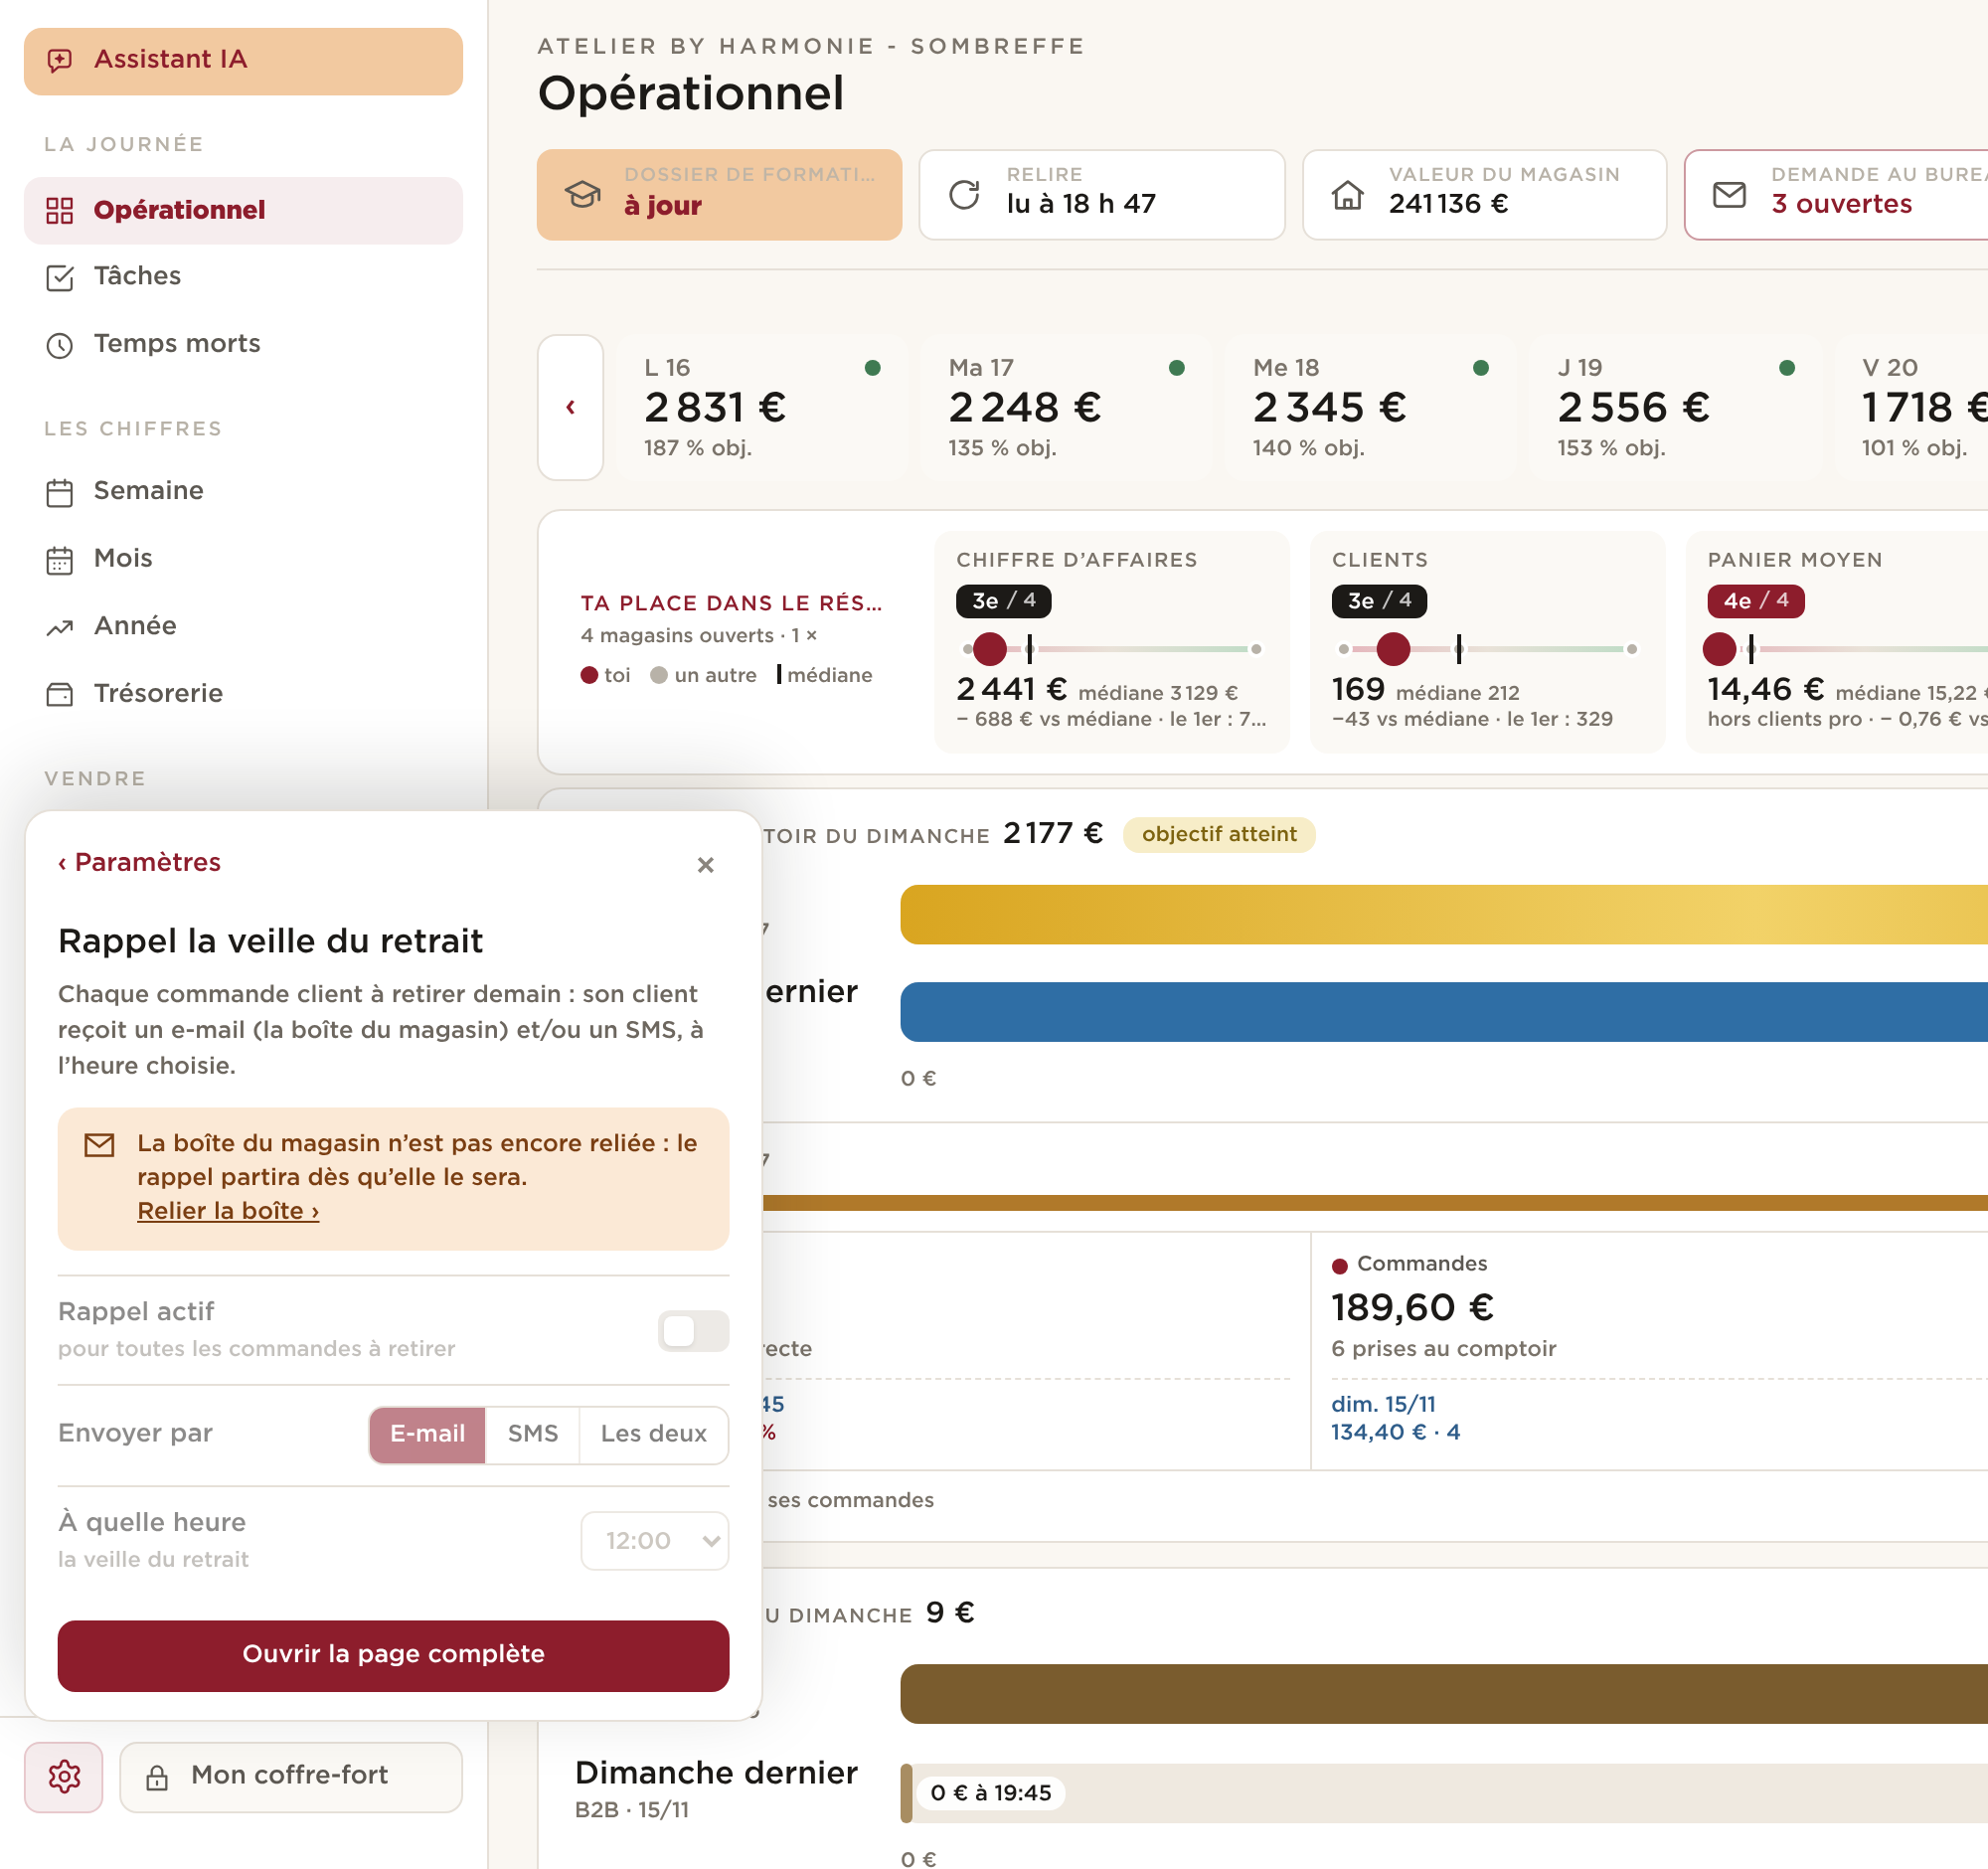 Assistant IA
LA JOURNÉE
Opérationnel
Tâches
Temps morts
LES CHIFFRES
Semaine
Mois
Année
Trésorerie
VENDRE
‹ Paramètres
×
Rappel la veille du retrait
Chaque commande client à retirer demain : son client
reçoit un e-mail (la boîte du magasin) et/ou un SMS, à
l’heure choisie.
La boîte du magasin n’est pas encore reliée : le
rappel partira dès qu’elle le sera.
Relier la boîte ›
Rappel actif
pour toutes les commandes à retirer
Envoyer par
E-mail
SMS
Les deux
À quelle heure
la veille du retrait
12:00
Ouvrir la page complète
Mon coffre-fort
ATELIER BY HARMONIE - SOMBREFFE
Opérationnel
DOSSIER DE FORMATI…
à jour
RELIRE
lu à 18 h 47
VALEUR DU MAGASIN
241 136 €
DEMANDE AU BUREA
3 ouvertes
‹
L 16
2 831 €
187 % obj.
Ma 17
2 248 €
135 % obj.
Me 18
2 345 €
140 % obj.
J 19
2 556 €
153 % obj.
V 20
1 718 €
101 % obj.
TA PLACE DANS LE RÉS…
4 magasins ouverts · 1 ×
toi
un autre
médiane
CHIFFRE D’AFFAIRES
3e / 4
2 441 € médiane 3 129 €
− 688 € vs médiane · le 1er : 7…
CLIENTS
3e / 4
169 médiane 212
−43 vs médiane · le 1er : 329
PANIER MOYEN
4e / 4
14,46 € médiane 15,22 €
hors clients pro · − 0,76 € vs
TOIR DU DIMANCHE 2 177 € objectif atteint
ernier
0 €
recte
45
%
Commandes
189,60 €
6 prises au comptoir
dim. 15/11
134,40 € · 4
ses commandes
U DIMANCHE 9 €
Dimanche dernier
B2B · 15/11
0 € à 19:45
0 €